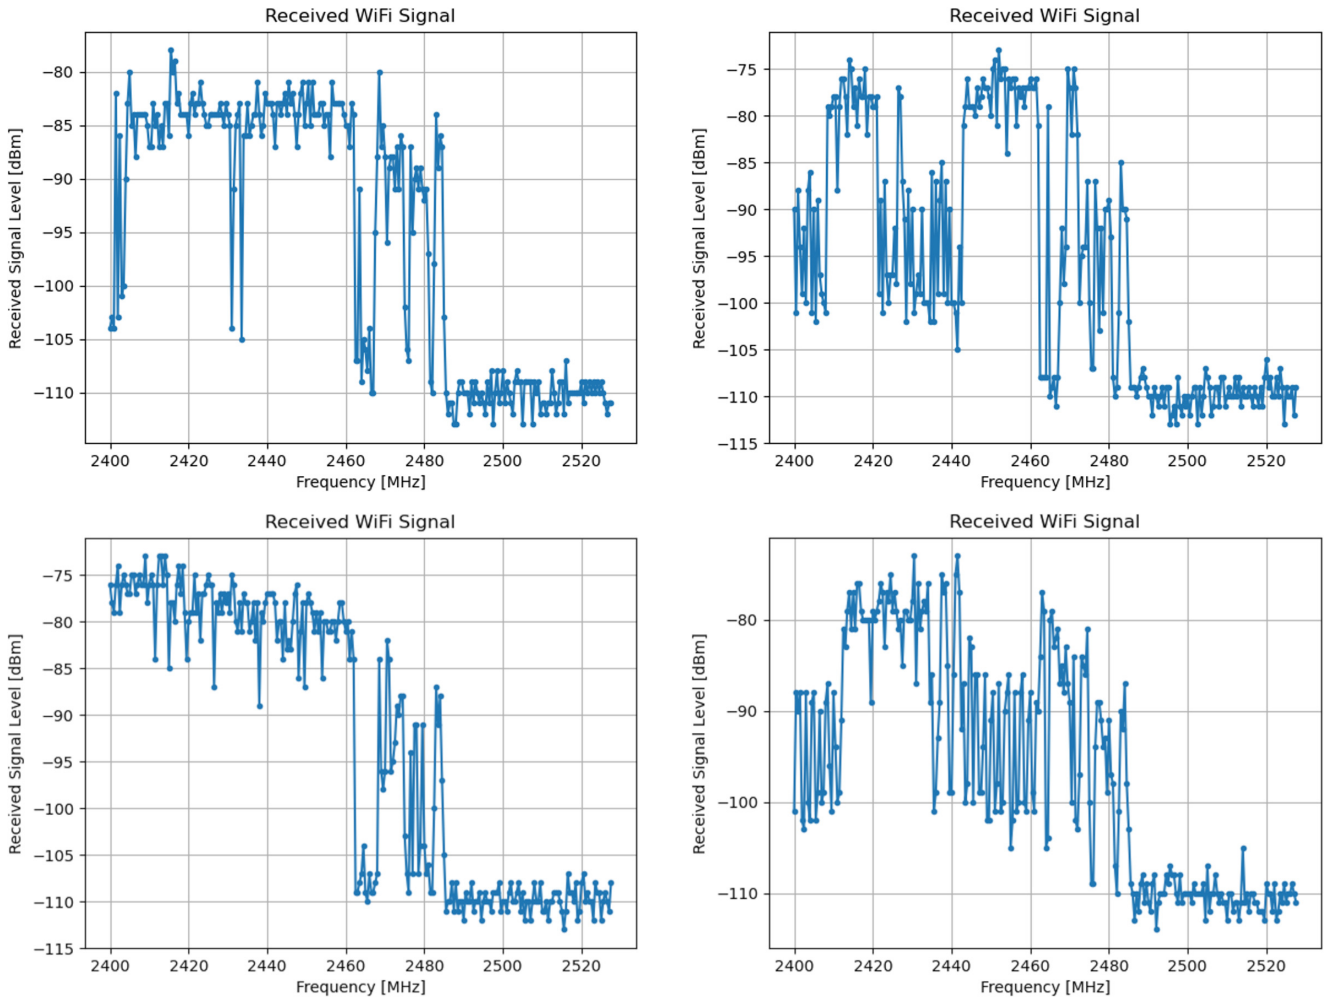 Received WiFi Signal
Received Signal Level [dBm]
−80
−85
−90
−95
−100
−105
−110
2400 2420 2440 2460 2480 2500 2520
Frequency [MHz]
Received WiFi Signal
Received Signal Level [dBm]
−75
−80
−85
−90
−95
−100
−105
−110
−115
2400 2420 2440 2460 2480 2500 2520
Frequency [MHz]
Received WiFi Signal
Received Signal Level [dBm]
−75
−80
−85
−90
−95
−100
−105
−110
−115
2400 2420 2440 2460 2480 2500 2520
Frequency [MHz]
Received WiFi Signal
Received Signal Level [dBm]
−80
−90
−100
−110
2400 2420 2440 2460 2480 2500 2520
Frequency [MHz]